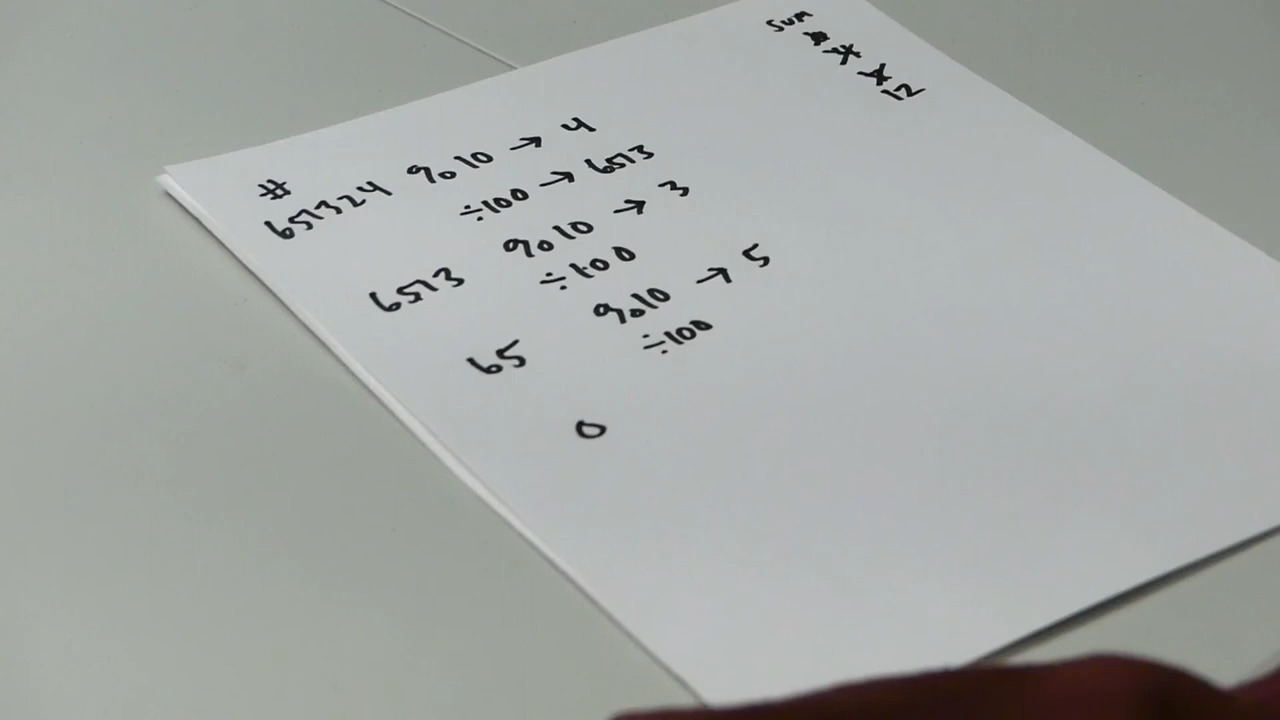 #
651324 %10 → 4
÷100 → 6513
6513 %10 → 3
÷100
65 %10 → 5
÷100
0
SUM
12